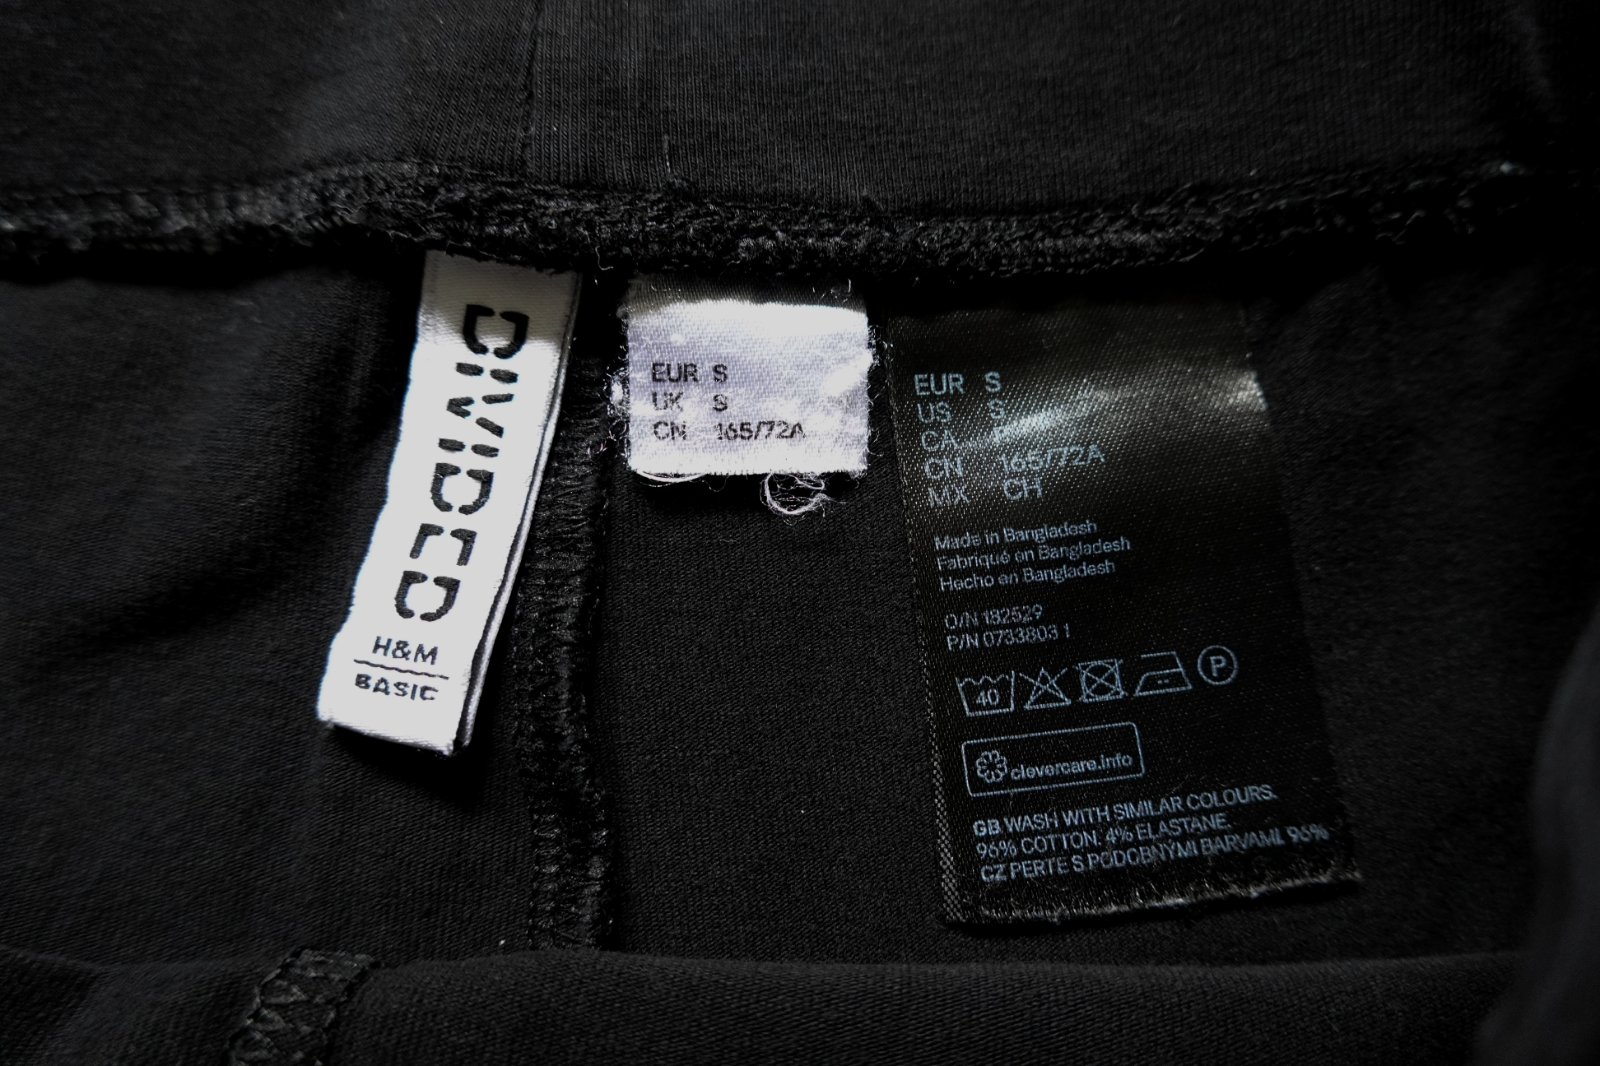 DIVIDED
H&M
BASIC
EUR S
UK S
CN 165/72A
EUR S
US S
CA
CN 165/72A
MX CH
Made in Bangladesh
Fabriqué en Bangladesh
Hecho en Bangladesh
O/N 182529
P/N 0733803 1
40
P
clevercare.info
GB WASH WITH SIMILAR COLOURS.
96% COTTON. 4% ELASTANE.
CZ PERTE S PODOBNÝMI BARVAMI. 96%